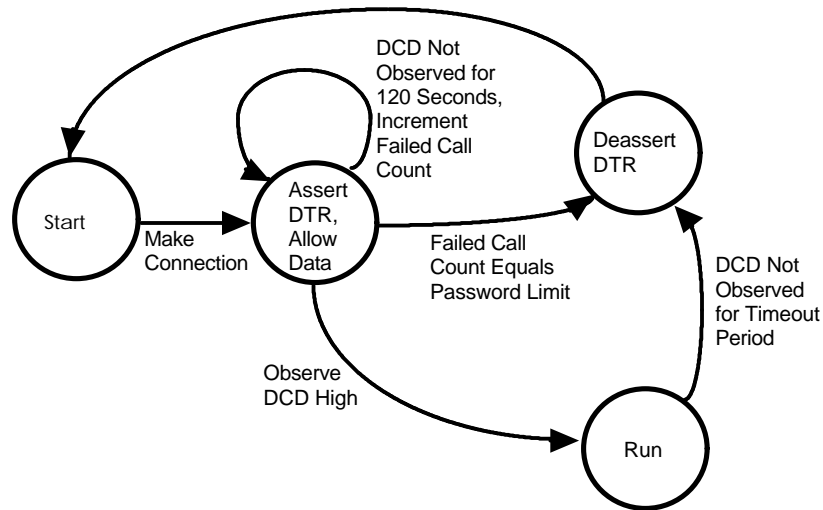 DCD Not
Observed for
120 Seconds,
Increment
Failed Call
Count
Deassert
DTR
Start
Assert
DTR,
Allow
Data
Make
Connection
Failed Call
Count Equals
Password Limit
DCD Not
Observed
for Timeout
Period
Observe
DCD High
Run